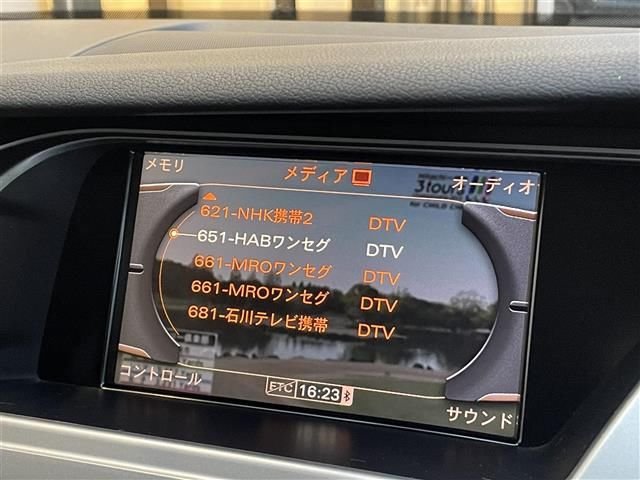 メモリ
メディア
オーディオ
621-NHK携帯2 DTV
651-HABワンセグ DTV
661-MROワンセグ DTV
661-MROワンセグ DTV
681-石川テレビ携帯 DTV
コントロール
ETC 16:23
サウンド